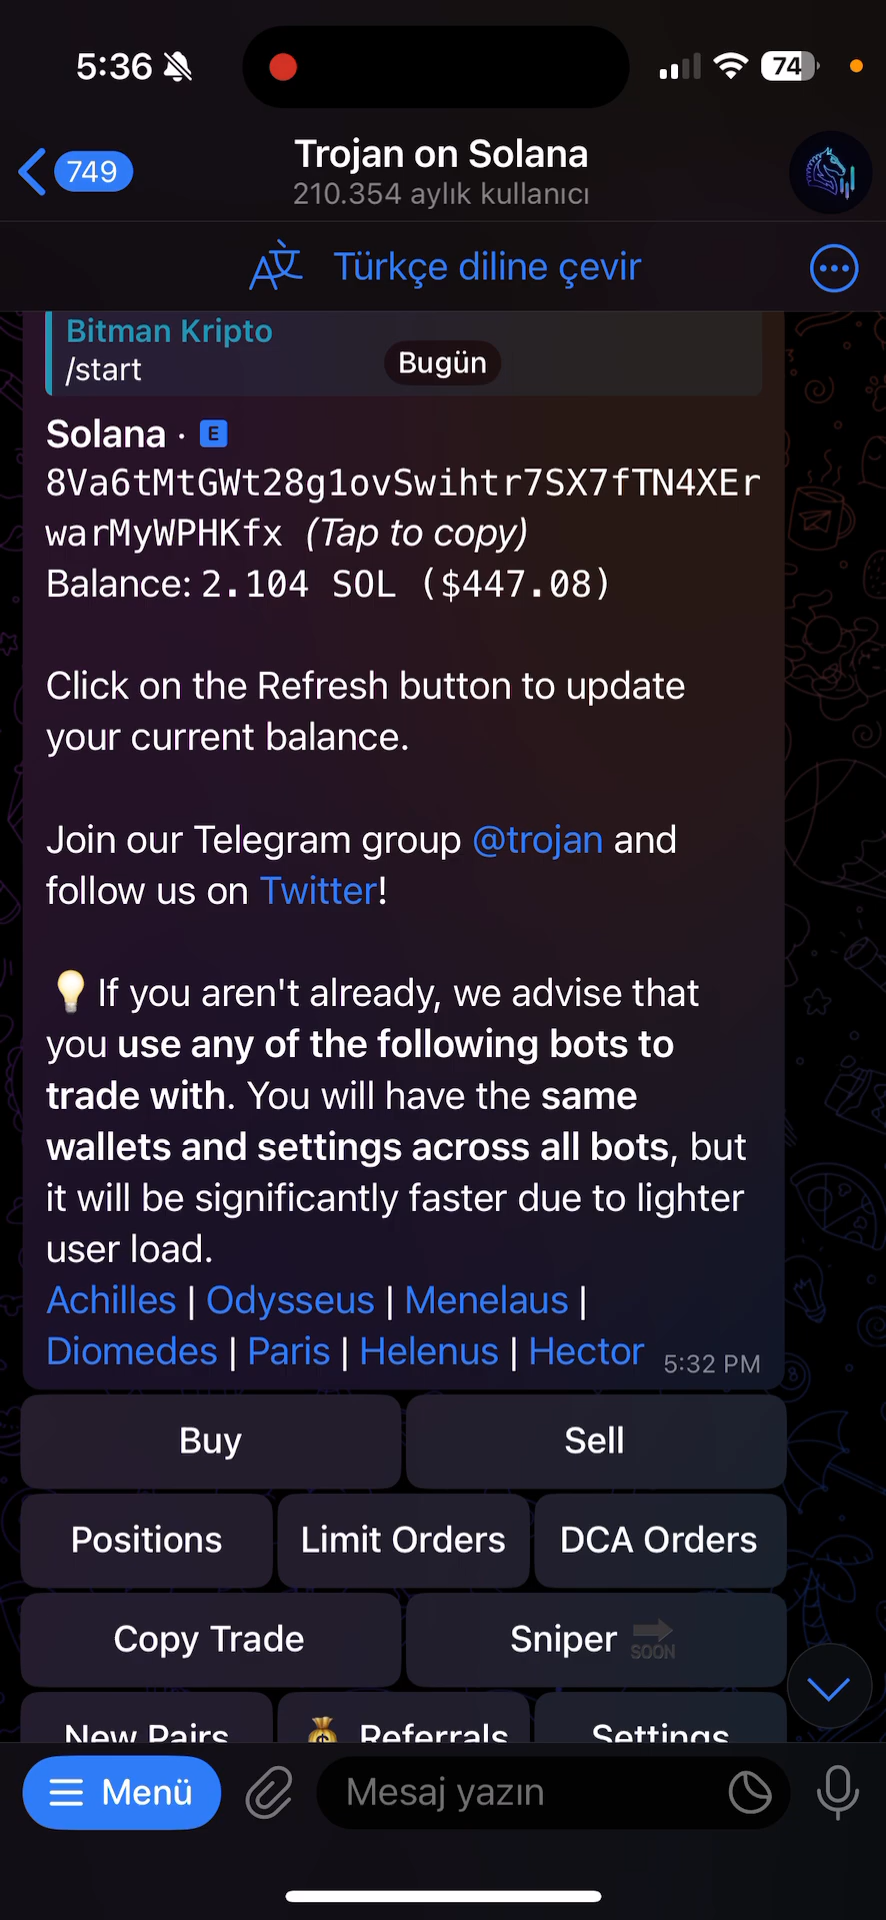 5:36
74
749
Trojan on Solana
210.354 aylık kullanıcı
Türkçe diline çevir
Bitman Kripto
/start
Bugün
Solana · E
8Va6tMtGWt28g1ovSwihtr7SX7fTN4XEr
warMyWPHKfx (Tap to copy)
Balance: 2.104 SOL ($447.08)
Click on the Refresh button to update
your current balance.
Join our Telegram group @trojan and
follow us on Twitter!
💡 If you aren't already, we advise that
you use any of the following bots to
trade with. You will have the same
wallets and settings across all bots, but
it will be significantly faster due to lighter
user load.
Achilles | Odysseus | Menelaus |
Diomedes | Paris | Helenus | Hector 5:32 PM
Buy Sell
Positions Limit Orders DCA Orders
Copy Trade Sniper SOON
New Pairs 💰 Referrals Settings
Menü Mesaj yazın